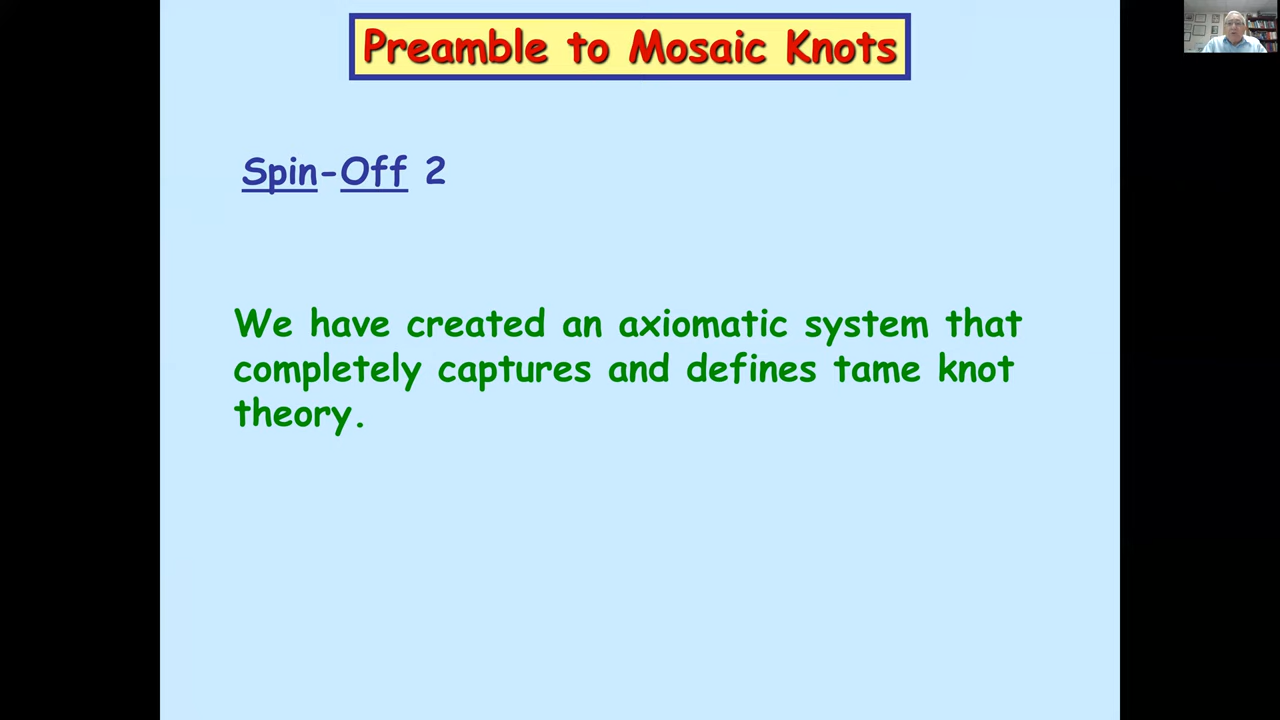 Preamble to Mosaic Knots
Spin-Off 2
We have created an axiomatic system that
completely captures and defines tame knot
theory.